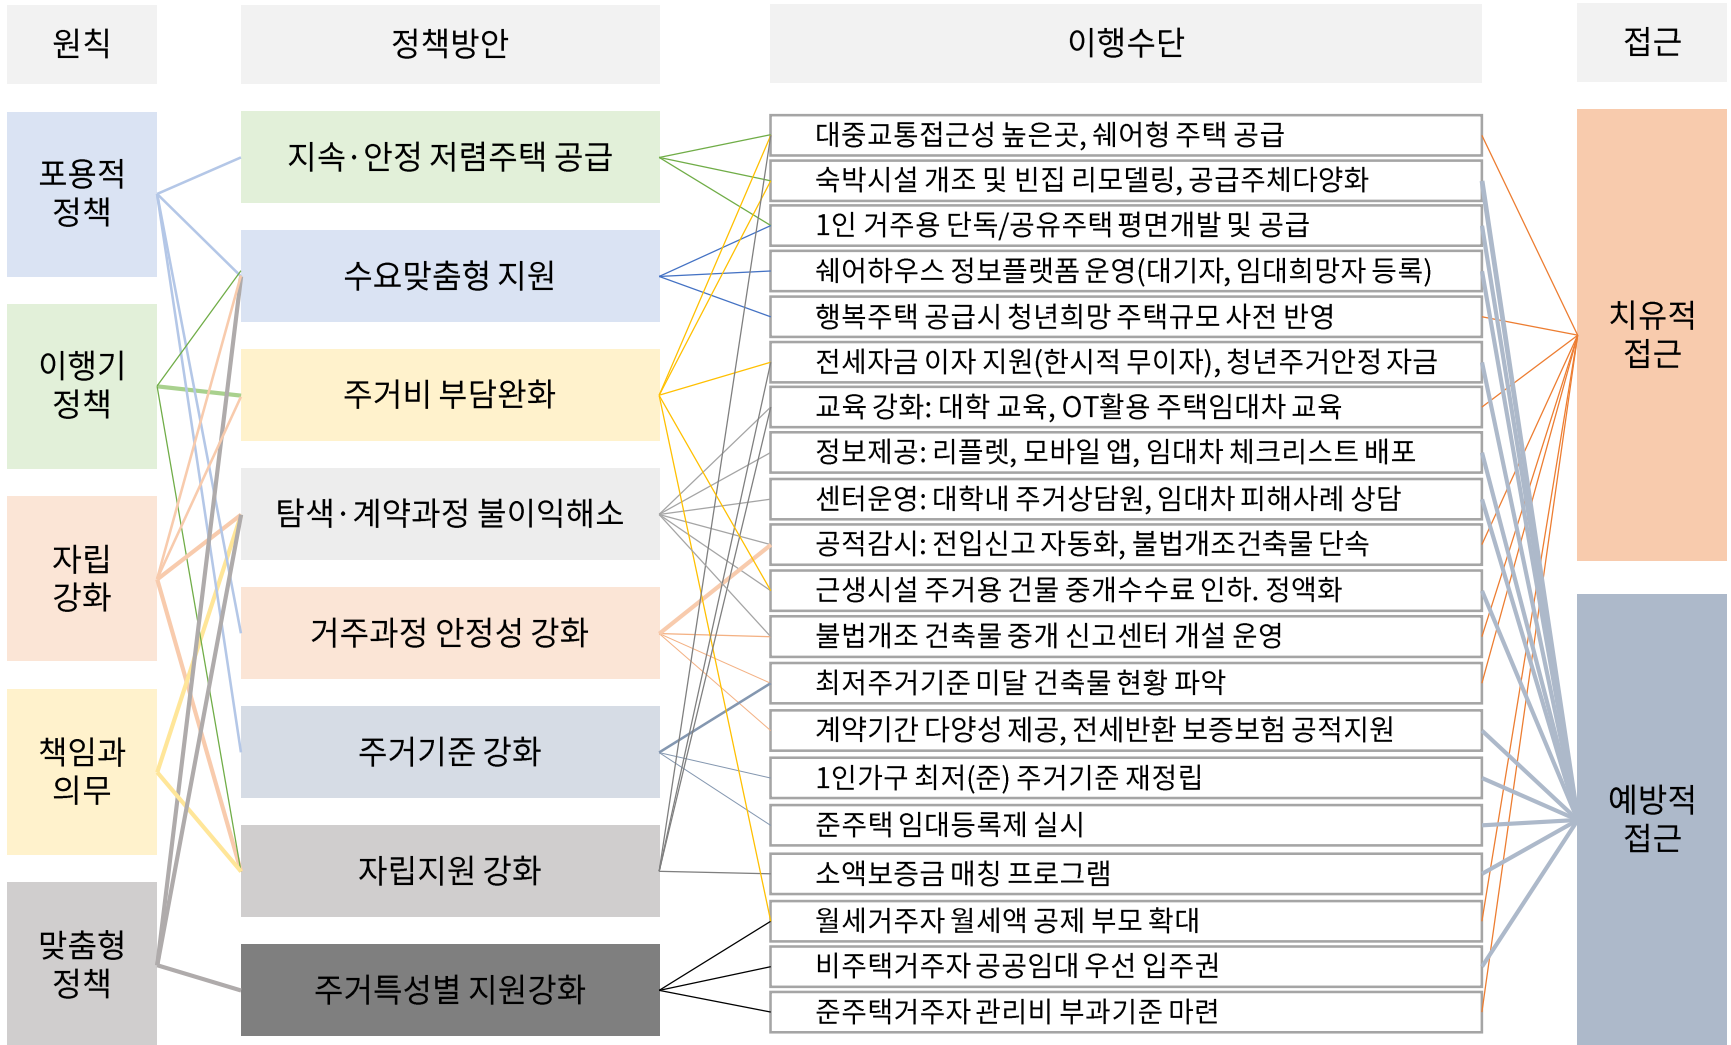 원칙
정책방안
이행수단
접근
포용적
정책
이행기
정책
자립
강화
책임과
의무
맞춤형
정책
지속·안정 저렴주택 공급
수요맞춤형 지원
주거비 부담완화
탐색·계약과정 불이익해소
거주과정 안정성 강화
주거기준 강화
자립지원 강화
주거특성별 지원강화
대중교통접근성 높은곳, 쉐어형 주택 공급
숙박시설 개조 및 빈집 리모델링, 공급주체다양화
1인 거주용 단독/공유주택 평면개발 및 공급
쉐어하우스 정보플랫폼 운영(대기자, 임대희망자 등록)
행복주택 공급시 청년희망 주택규모 사전 반영
전세자금 이자 지원(한시적 무이자), 청년주거안정 자금
교육 강화: 대학 교육, OT활용 주택임대차 교육
정보제공: 리플렛, 모바일 앱, 임대차 체크리스트 배포
센터운영: 대학내 주거상담원, 임대차 피해사례 상담
공적감시: 전입신고 자동화, 불법개조건축물 단속
근생시설 주거용 건물 중개수수료 인하. 정액화
불법개조 건축물 중개 신고센터 개설 운영
최저주거기준 미달 건축물 현황 파악
계약기간 다양성 제공, 전세반환 보증보험 공적지원
1인가구 최저(준) 주거기준 재정립
준주택 임대등록제 실시
소액보증금 매칭 프로그램
월세거주자 월세액 공제 부모 확대
비주택거주자 공공임대 우선 입주권
준주택거주자 관리비 부과기준 마련
치유적
접근
예방적
접근